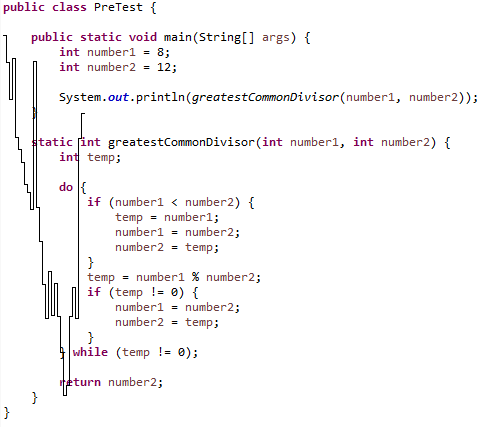 public class PreTest {
public static void main(String[] args) {
int number1 = 8;
int number2 = 12;
System.out.println(greatestCommonDivisor(number1, number2));
}
static int greatestCommonDivisor(int number1, int number2) {
int temp;
do {
if (number1 < number2) {
temp = number1;
number1 = number2;
number2 = temp;
}
temp = number1 % number2;
if (temp != 0) {
number1 = number2;
number2 = temp;
}
} while (temp != 0);
return number2;
}
}